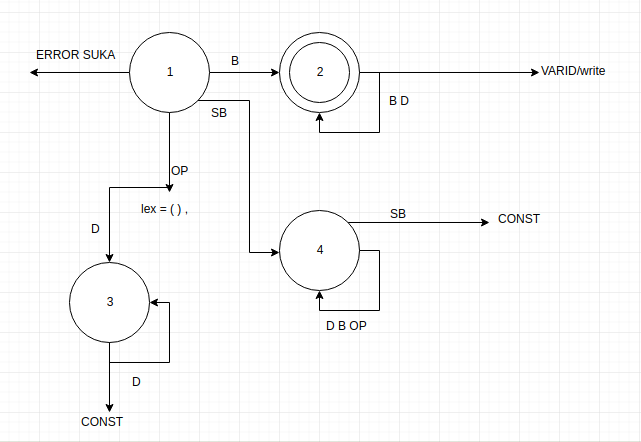 ERROR SUKA
1
B
2
VARID/write
B D
SB
OP
lex = ( ) ,
D
SB
CONST
4
3
D B OP
D
CONST